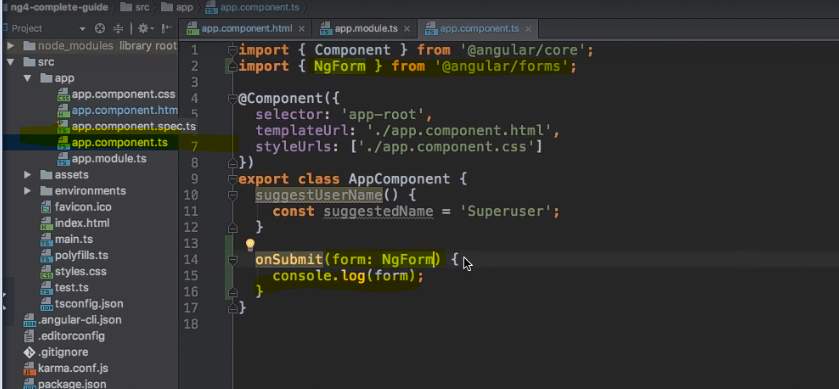 ng4-complete-guide src app app.component.ts
Project
app.component.html
app.module.ts
app.component.ts
node_modules library root
src
app
app.component.css
app.component.htm
app.component.spec.ts
app.component.ts
app.module.ts
assets
environments
favicon.ico
index.html
main.ts
polyfills.ts
styles.css
test.ts
tsconfig.json
.angular-cli.json
.editorconfig
.gitignore
karma.conf.js
package.json
1 import { Component } from '@angular/core';
2 import { NgForm } from '@angular/forms';
3
4 @Component({
5 selector: 'app-root',
6 templateUrl: './app.component.html',
7 styleUrls: ['./app.component.css']
8 })
9 export class AppComponent {
10 suggestUserName() {
11 const suggestedName = 'Superuser';
12 }
13
14 onSubmit(form: NgForm) {
15 console.log(form);
16 }
17 }
18